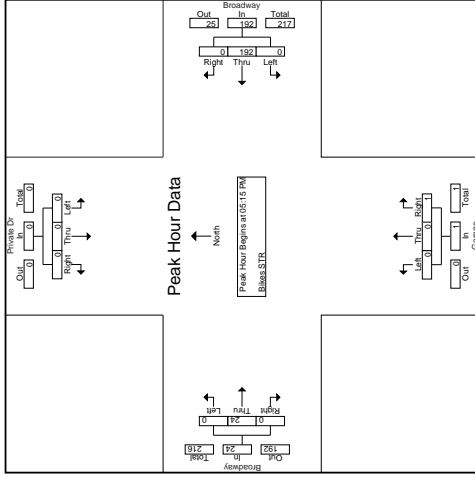 Broadway
Out In Total
25 192 217
0 192 0
Right Thru Left
Private Dr
Out In Total
0 0 0
0 0 0
Right Thru Left
Peak Hour Data
North
Peak Hour Begins at 05:15 PM
Bikes STR
Left Thru Right
0 0 1
Out In Total
0 1 1
Left Thru Right
0 24 0
Total In Out
216 24 192
Broadway